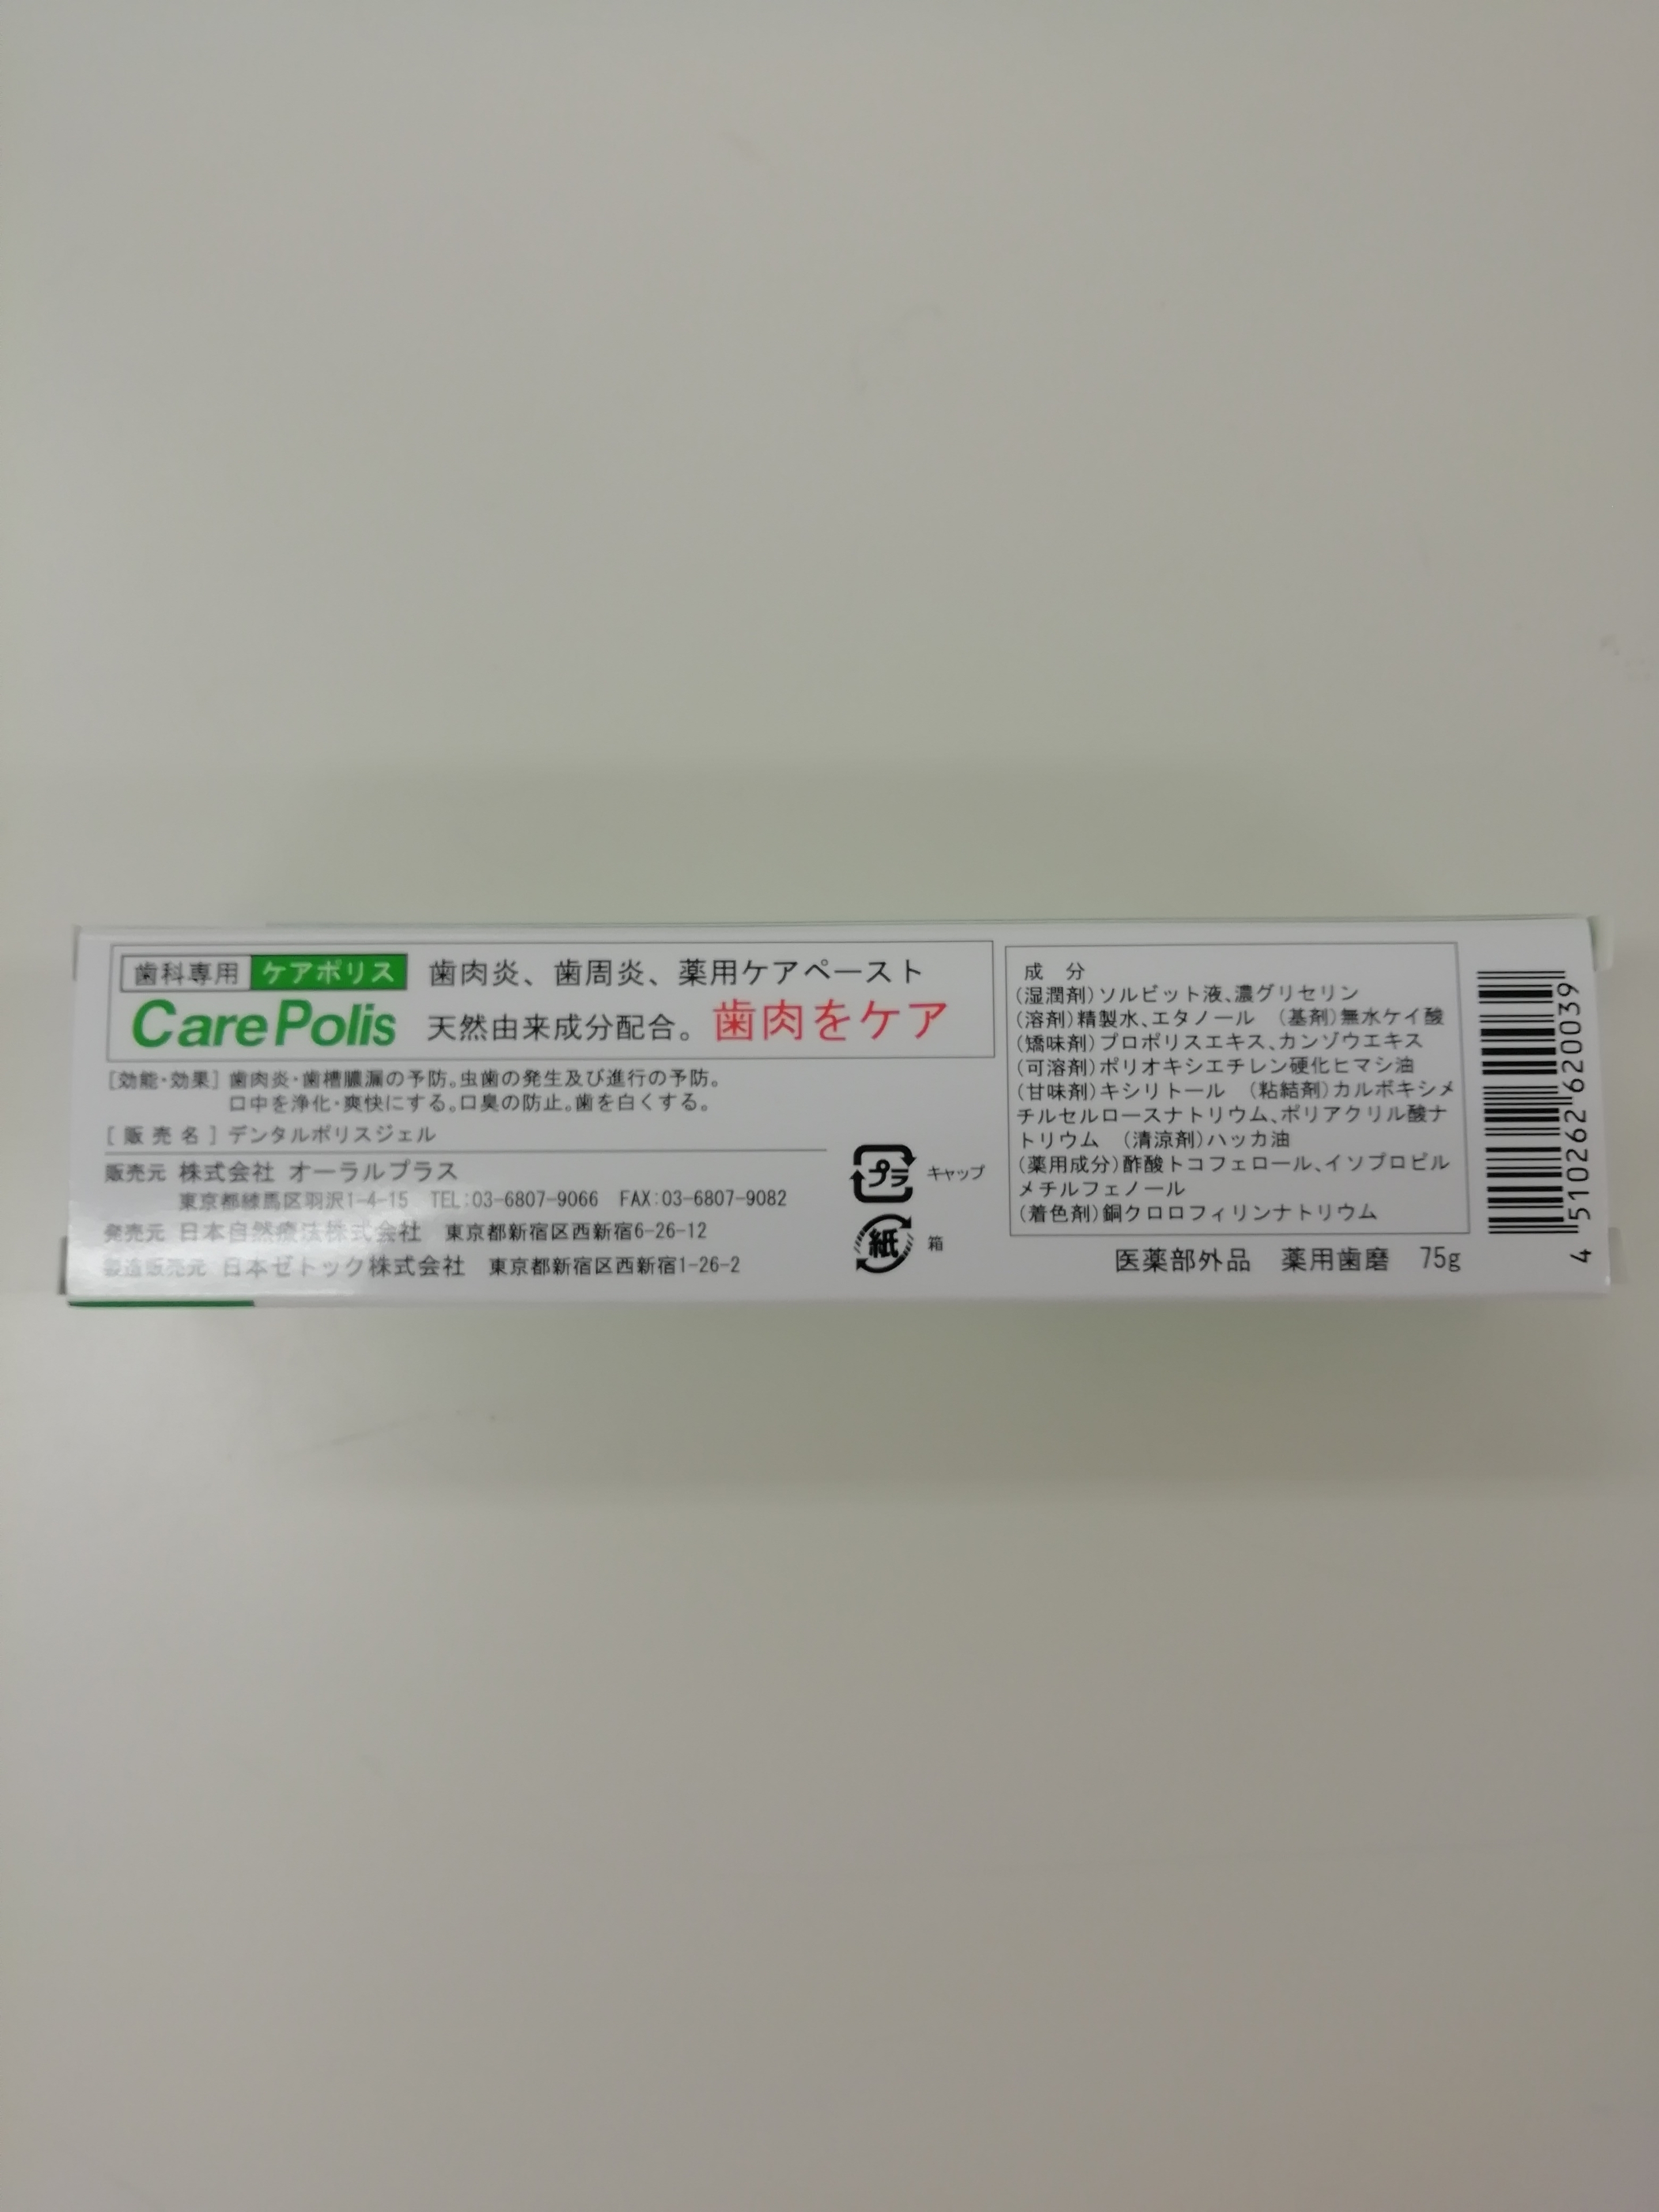 歯科専用 ケアポリス
Care Polis
歯肉炎、歯周炎、薬用ケアペースト
天然由来成分配合。歯肉をケア
[効能・効果] 歯肉炎・歯槽膿漏の予防。虫歯の発生及び進行の予防。
口中を浄化・爽快にする。口臭の防止。歯を白くする。
[ 販 売 名 ] デンタルポリスジェル
販売元 株式会社 オーラルプラス
東京都練馬区羽沢1-4-15 TEL:03-6807-9066 FAX:03-6807-9082
発売元 日本自然療法株式会社 東京都新宿区西新宿6-26-12
製造販売元 日本ゼトック株式会社 東京都新宿区西新宿1-26-2
プラ キャップ
紙 箱
成 分
(湿潤剤)ソルビット液、濃グリセリン
(溶剤)精製水、エタノール (基剤)無水ケイ酸
(矯味剤)プロポリスエキス、カンゾウエキス
(可溶剤)ポリオキシエチレン硬化ヒマシ油
(甘味剤)キシリトール (粘結剤)カルボキシメ
チルセルロースナトリウム、ポリアクリル酸ナ
トリウム (清涼剤)ハッカ油
(薬用成分)酢酸トコフェロール、イソプロピル
メチルフェノール
(着色剤)銅クロロフィリンナトリウム
医薬部外品 薬用歯磨 75g
4 510262 620039